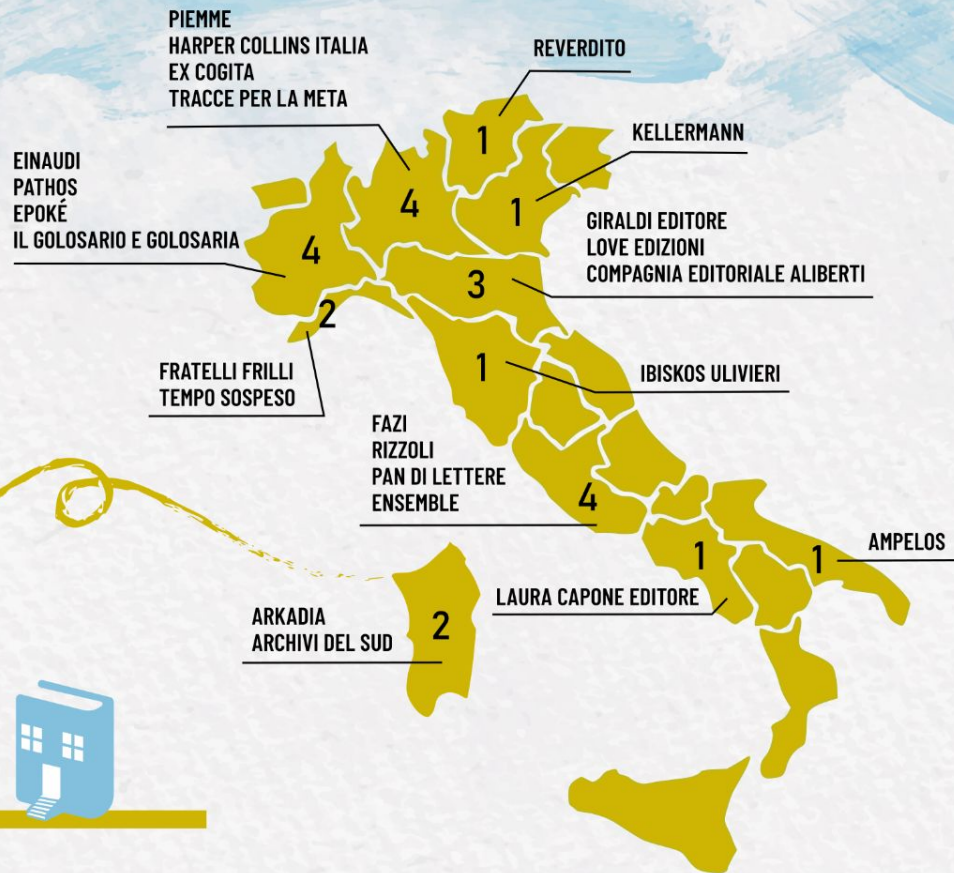 PIEMME
HARPER COLLINS ITALIA
EX COGITA
TRACCE PER LA META
REVERDITO
1
KELLERMANN
1
EINAUDI
PATHOS
EPOKÉ
IL GOLOSARIO E GOLOSARIA
4
4
GIRALDI EDITORE
LOVE EDIZIONI
COMPAGNIA EDITORIALE ALIBERTI
3
2
FRATELLI FRILLI
TEMPO SOSPESO
1
IBISKOS ULIVIERI
FAZI
RIZZOLI
PAN DI LETTERE
ENSEMBLE
4
AMPELOS
1
1
LAURA CAPONE EDITORE
ARKADIA
ARCHIVI DEL SUD
2